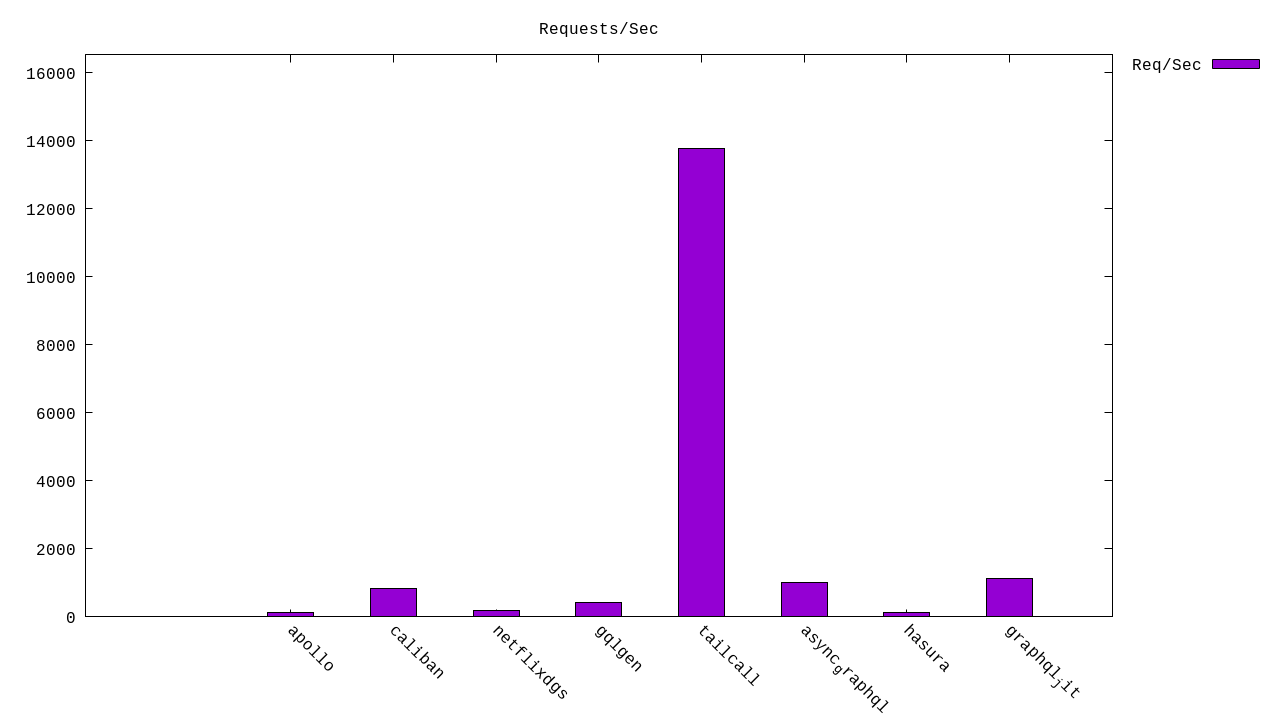 Requests/Sec
Req/Sec
16000
14000
12000
10000
8000
6000
4000
2000
0
apollo
caliban
netflixdgs
gqlgen
tailcall
async_graphql
hasura
graphql_jit